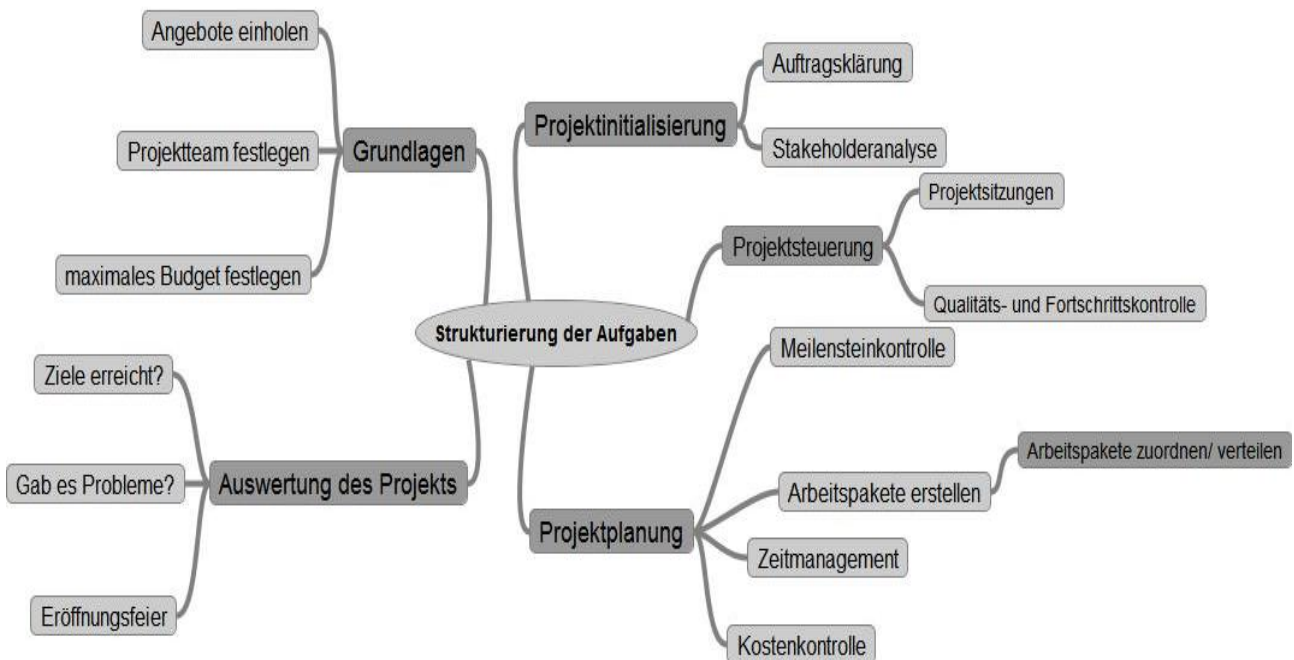 Angebote einholen
Projektteam festlegen
maximales Budget festlegen
Grundlagen
Projektinitialisierung
Auftragsklärung
Stakeholderanalyse
Projektsteuerung
Projektsitzungen
Qualitäts- und Fortschrittskontrolle
Strukturierung der Aufgaben
Ziele erreicht?
Gab es Probleme?
Eröffnungsfeier
Auswertung des Projekts
Projektplanung
Meilensteinkontrolle
Arbeitspakete erstellen
Arbeitspakete zuordnen/ verteilen
Zeitmanagement
Kostenkontrolle